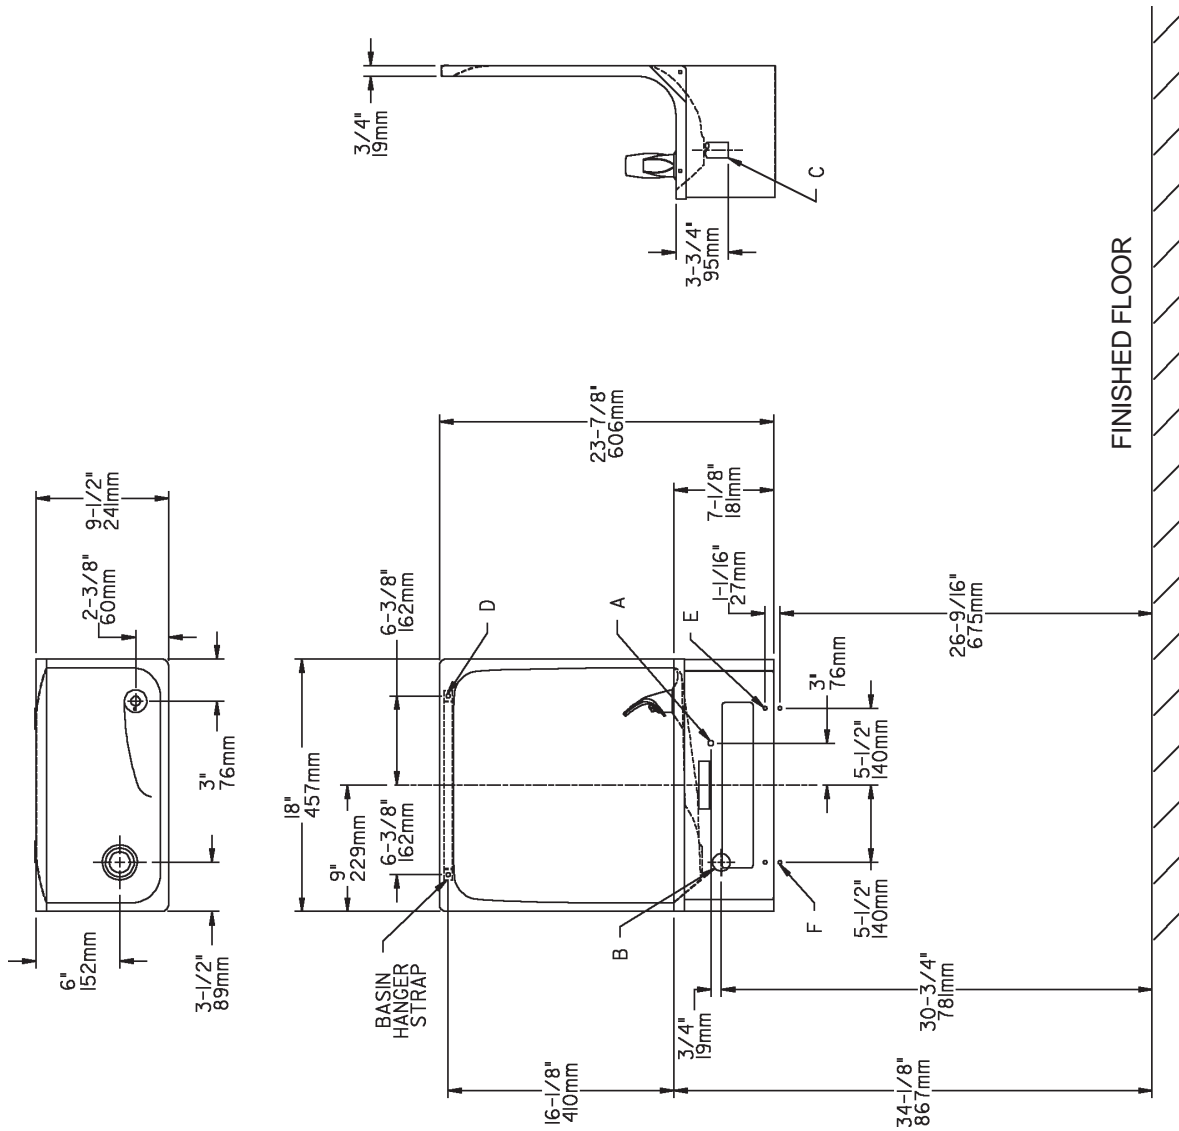 3/4"
19mm
C
3-3/4"
95mm
FINISHED FLOOR
23-7/8"
606mm
9-1/2"
241mm
7-1/8"
181mm
2-3/8"
60mm
6-3/8"
162mm
D
A
E
1-1/16"
27mm
26-9/16"
675mm
3"
76mm
3"
76mm
5-1/2"
140mm
18"
457mm
9"
229mm
6-3/8"
162mm
5-1/2"
140mm
F
B
6"
152mm
3-1/2"
89mm
BASIN
HANGER
STRAP
3/4"
19mm
30-3/4"
781mm
16-1/8"
410mm
34-1/8"
867mm